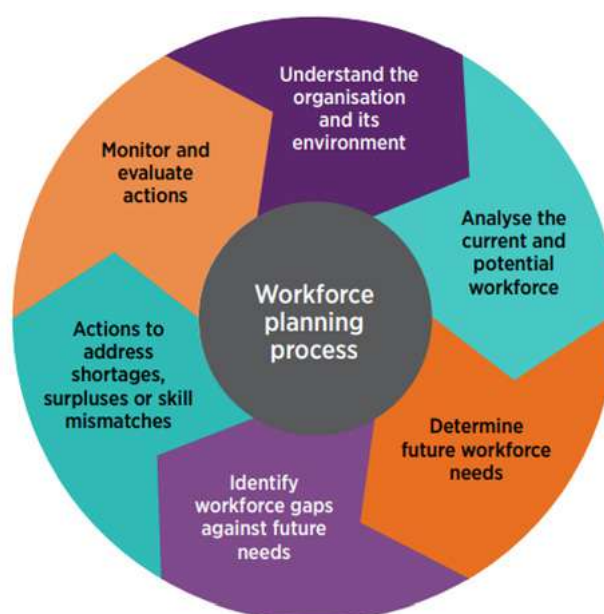 Understand the
organisation
and its
environment
Analyse the
current and
potential
workforce
Determine
future workforce
needs
Identify
workforce gaps
against future
needs
Actions to
address
shortages,
surpluses or skill
mismatches
Monitor and
evaluate
actions
Workforce
planning
process